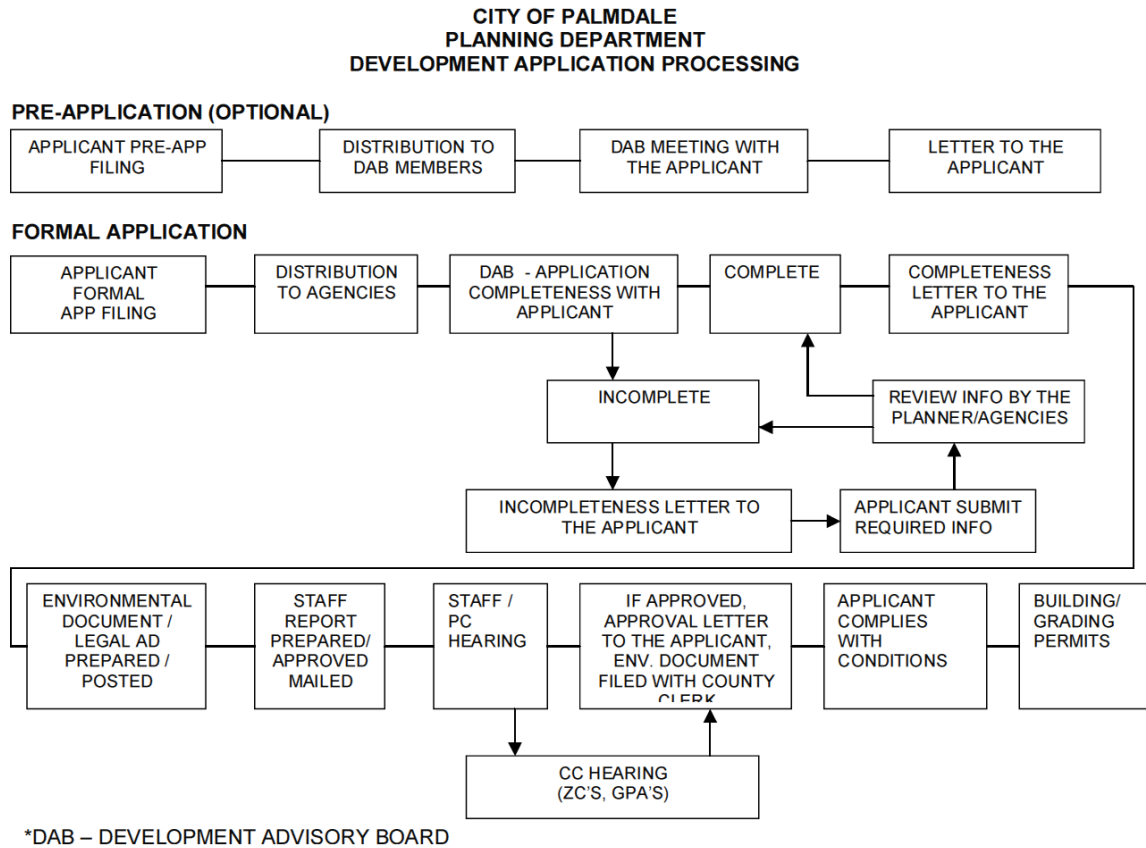 CITY OF PALMDALE
PLANNING DEPARTMENT
DEVELOPMENT APPLICATION PROCESSING
PRE-APPLICATION (OPTIONAL)
APPLICANT PRE-APP
FILING
DISTRIBUTION TO
DAB MEMBERS
DAB MEETING WITH
THE APPLICANT
LETTER TO THE
APPLICANT
FORMAL APPLICATION
APPLICANT
FORMAL
APP FILING
DISTRIBUTION
TO AGENCIES
DAB - APPLICATION
COMPLETENESS WITH
APPLICANT
COMPLETE
COMPLETENESS
LETTER TO THE
APPLICANT
INCOMPLETE
REVIEW INFO BY THE
PLANNER/AGENCIES
INCOMPLETENESS LETTER TO
THE APPLICANT
APPLICANT SUBMIT
REQUIRED INFO
ENVIRONMENTAL
DOCUMENT /
LEGAL AD
PREPARED /
POSTED
STAFF
REPORT
PREPARED/
APPROVED
MAILED
STAFF /
PC
HEARING
IF APPROVED,
APPROVAL LETTER
TO THE APPLICANT,
ENV. DOCUMENT
FILED WITH COUNTY
CLERK
APPLICANT
COMPLIES
WITH
CONDITIONS
BUILDING/
GRADING
PERMITS
CC HEARING
(ZC'S, GPA'S)
*DAB – DEVELOPMENT ADVISORY BOARD